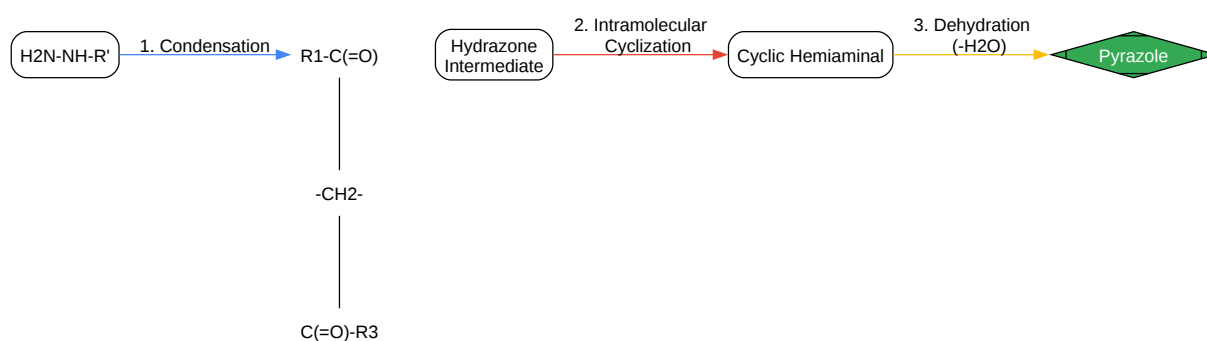 H2N-NH-R'
1. Condensation
R1-C(=O)
-CH2-
C(=O)-R3
Hydrazone
Intermediate
2. Intramolecular
Cyclization
Cyclic Hemiaminal
3. Dehydration
(-H2O)
Pyrazole